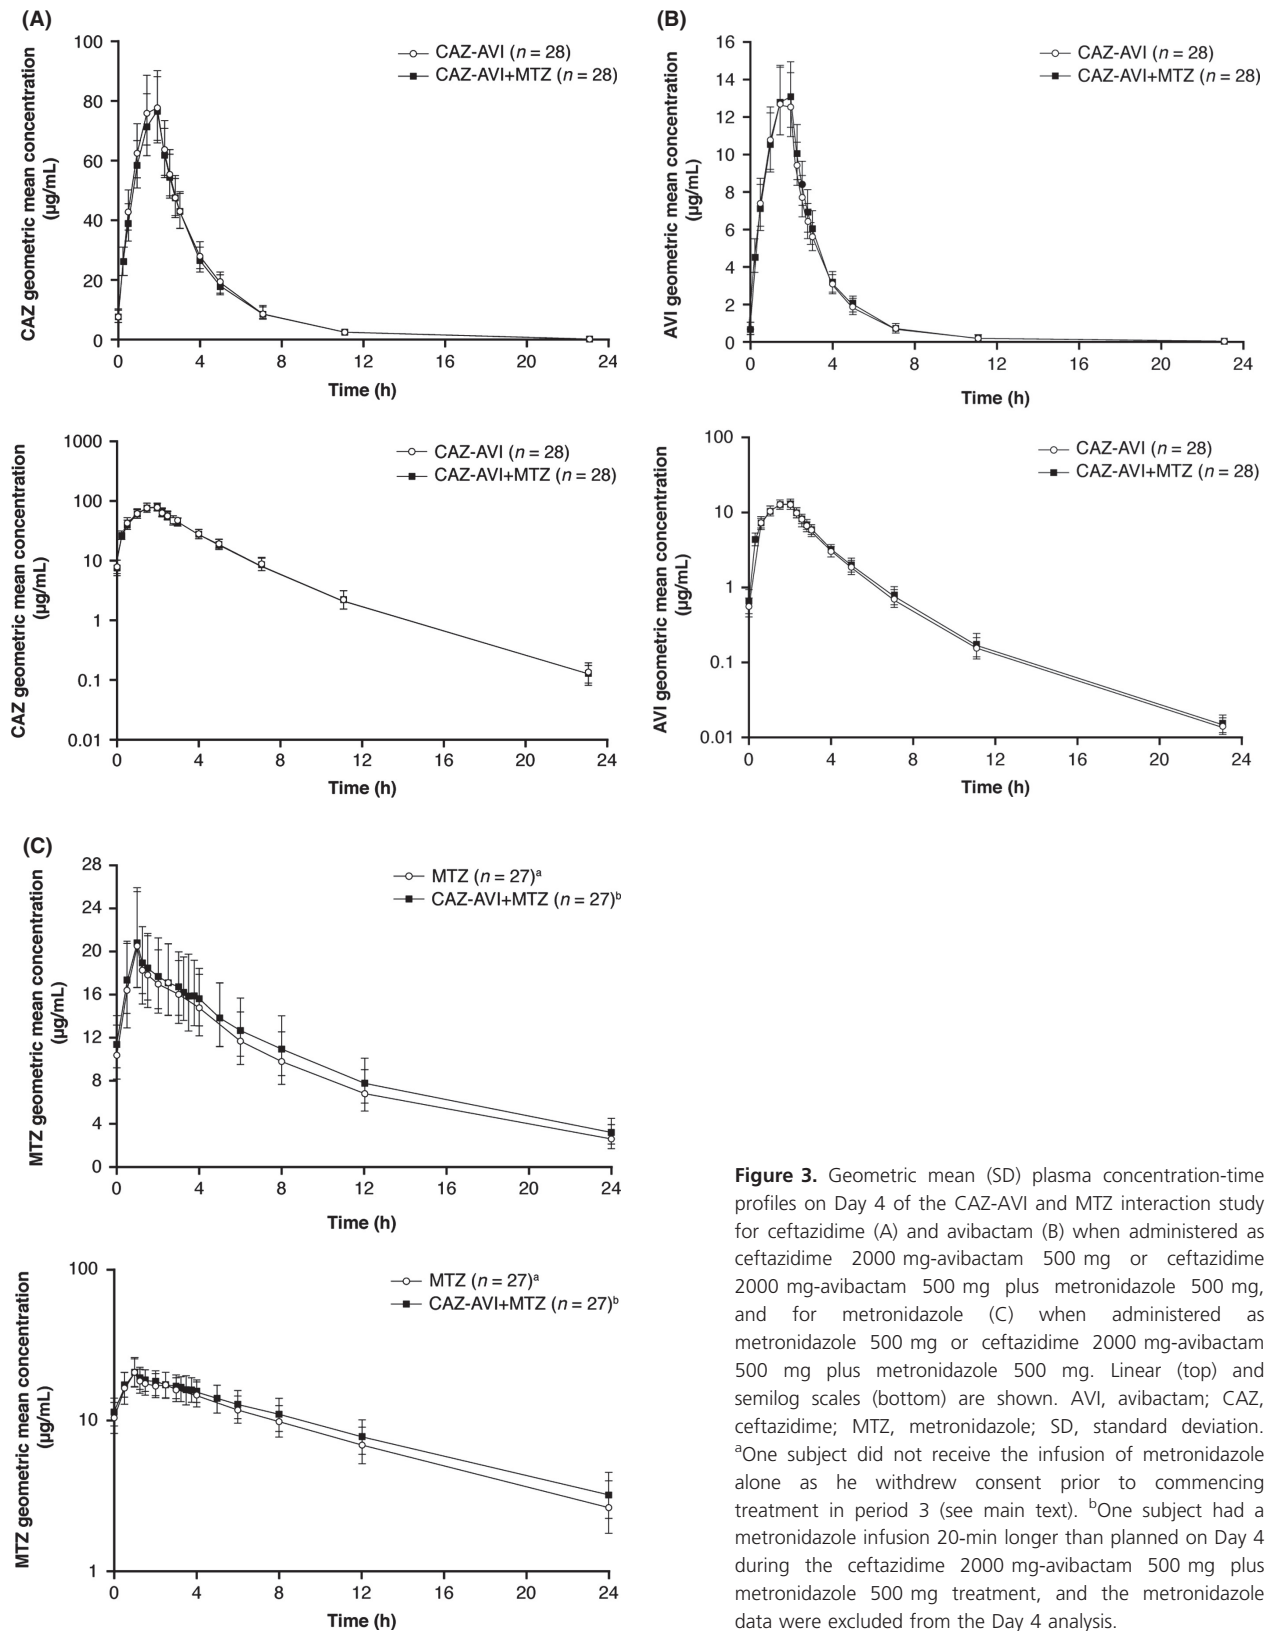 (A)
100
80
60
40
20
0
CAZ geometric mean concentration
(µg/mL)
CAZ-AVI (n = 28)
CAZ-AVI+MTZ (n = 28)
0 4 8 12 16 20 24
Time (h)
(B)
16
14
12
10
8
6
4
2
0
AVI geometric mean concentration
(µg/mL)
CAZ-AVI (n = 28)
CAZ-AVI+MTZ (n = 28)
0 4 8 12 16 20 24
Time (h)
1000
100
10
1
0.1
0.01
CAZ geometric mean concentration
(µg/mL)
CAZ-AVI (n = 28)
CAZ-AVI+MTZ (n = 28)
0 4 8 12 16 20 24
Time (h)
100
10
1
0.1
0.01
AVI geometric mean concentration
(µg/mL)
CAZ-AVI (n = 28)
CAZ-AVI+MTZ (n = 28)
0 4 8 12 16 20 24
Time (h)
(C)
28
24
20
16
12
8
4
0
MTZ geometric mean concentration
(µg/mL)
MTZ (n = 27)ᵃ
CAZ-AVI+MTZ (n = 27)ᵇ
0 4 8 12 16 20 24
Time (h)
100
10
1
MTZ geometric mean concentration
(µg/mL)
MTZ (n = 27)ᵃ
CAZ-AVI+MTZ (n = 27)ᵇ
0 4 8 12 16 20 24
Time (h)
Figure 3. Geometric mean (SD) plasma concentration-time
profiles on Day 4 of the CAZ-AVI and MTZ interaction study
for ceftazidime (A) and avibactam (B) when administered as
ceftazidime 2000 mg-avibactam 500 mg or ceftazidime
2000 mg-avibactam 500 mg plus metronidazole 500 mg,
and for metronidazole (C) when administered as
metronidazole 500 mg or ceftazidime 2000 mg-avibactam
500 mg plus metronidazole 500 mg. Linear (top) and
semilog scales (bottom) are shown. AVI, avibactam; CAZ,
ceftazidime; MTZ, metronidazole; SD, standard deviation.
ᵃOne subject did not receive the infusion of metronidazole
alone as he withdrew consent prior to commencing
treatment in period 3 (see main text). ᵇOne subject had a
metronidazole infusion 20-min longer than planned on Day 4
during the ceftazidime 2000 mg-avibactam 500 mg plus
metronidazole 500 mg treatment, and the metronidazole
data were excluded from the Day 4 analysis.